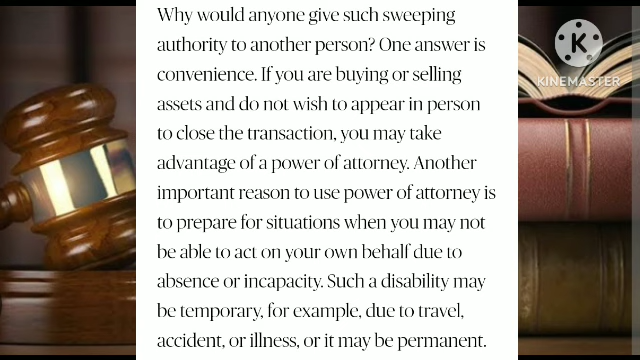 Why would anyone give such sweeping
authority to another person? One answer is
convenience. If you are buying or selling
assets and do not wish to appear in person
to close the transaction, you may take
advantage of a power of attorney. Another
important reason to use power of attorney is
to prepare for situations when you may not
be able to act on your own behalf due to
absence or incapacity. Such a disability may
be temporary, for example, due to travel,
accident, or illness, or it may be permanent.
K
KINEMASTER